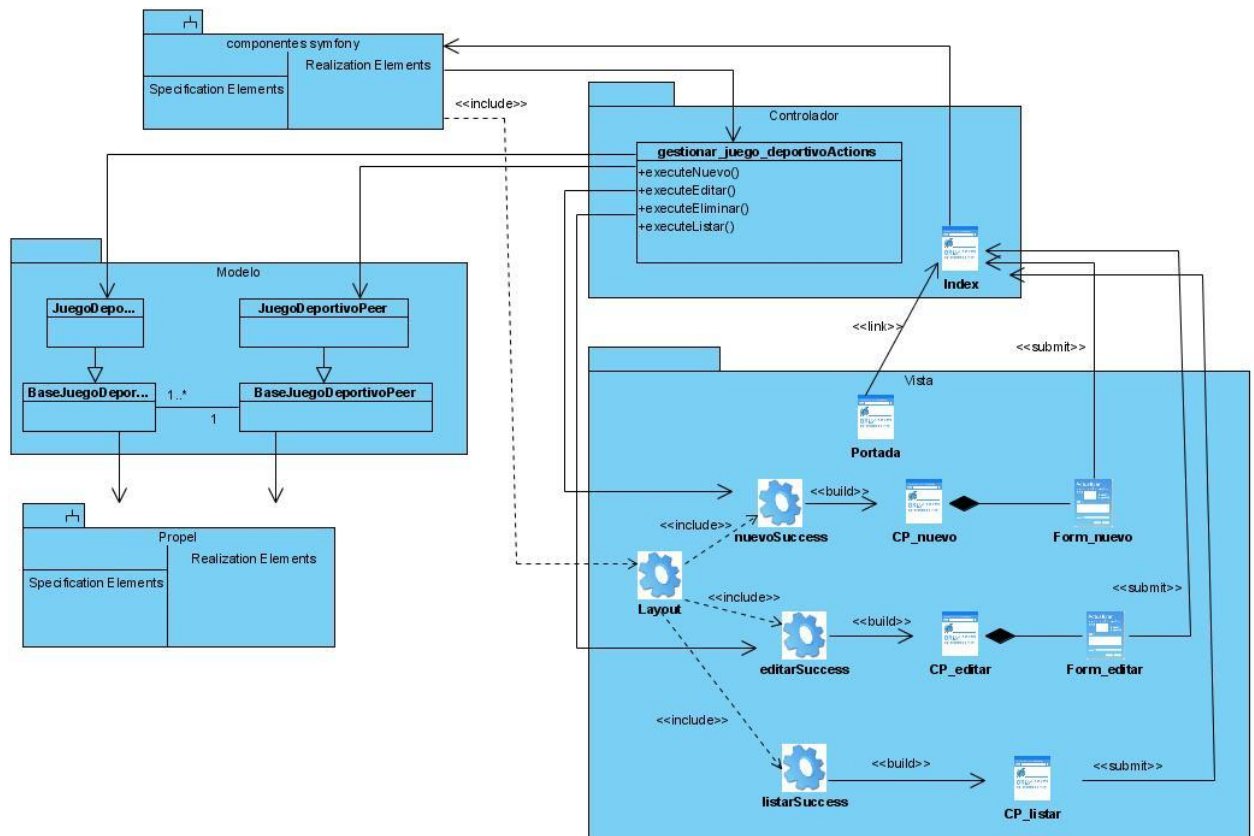 componentes symfony
Realization Elements
Specification Elements
<<include>>
Controlador
gestionar_juego_deportivoActions
+executeNuevo()
+executeEditar()
+executeEliminar()
+executeListar()
Index
Modelo
JuegoDepo...
JuegoDeportivoPeer
BaseJuegoDepor...
1..*
1
BaseJuegoDeportivoPeer
<<link>>
<<submit>>
Vista
Portada
Propel
Realization Elements
Specification Elements
<<build>>
<<include>>
nuevoSuccess
CP_nuevo
Form_nuevo
Layout
<<include>>
<<submit>>
<<build>>
editarSuccess
CP_editar
Form_editar
<<include>>
<<build>>
<<submit>>
listarSuccess
CP_listar